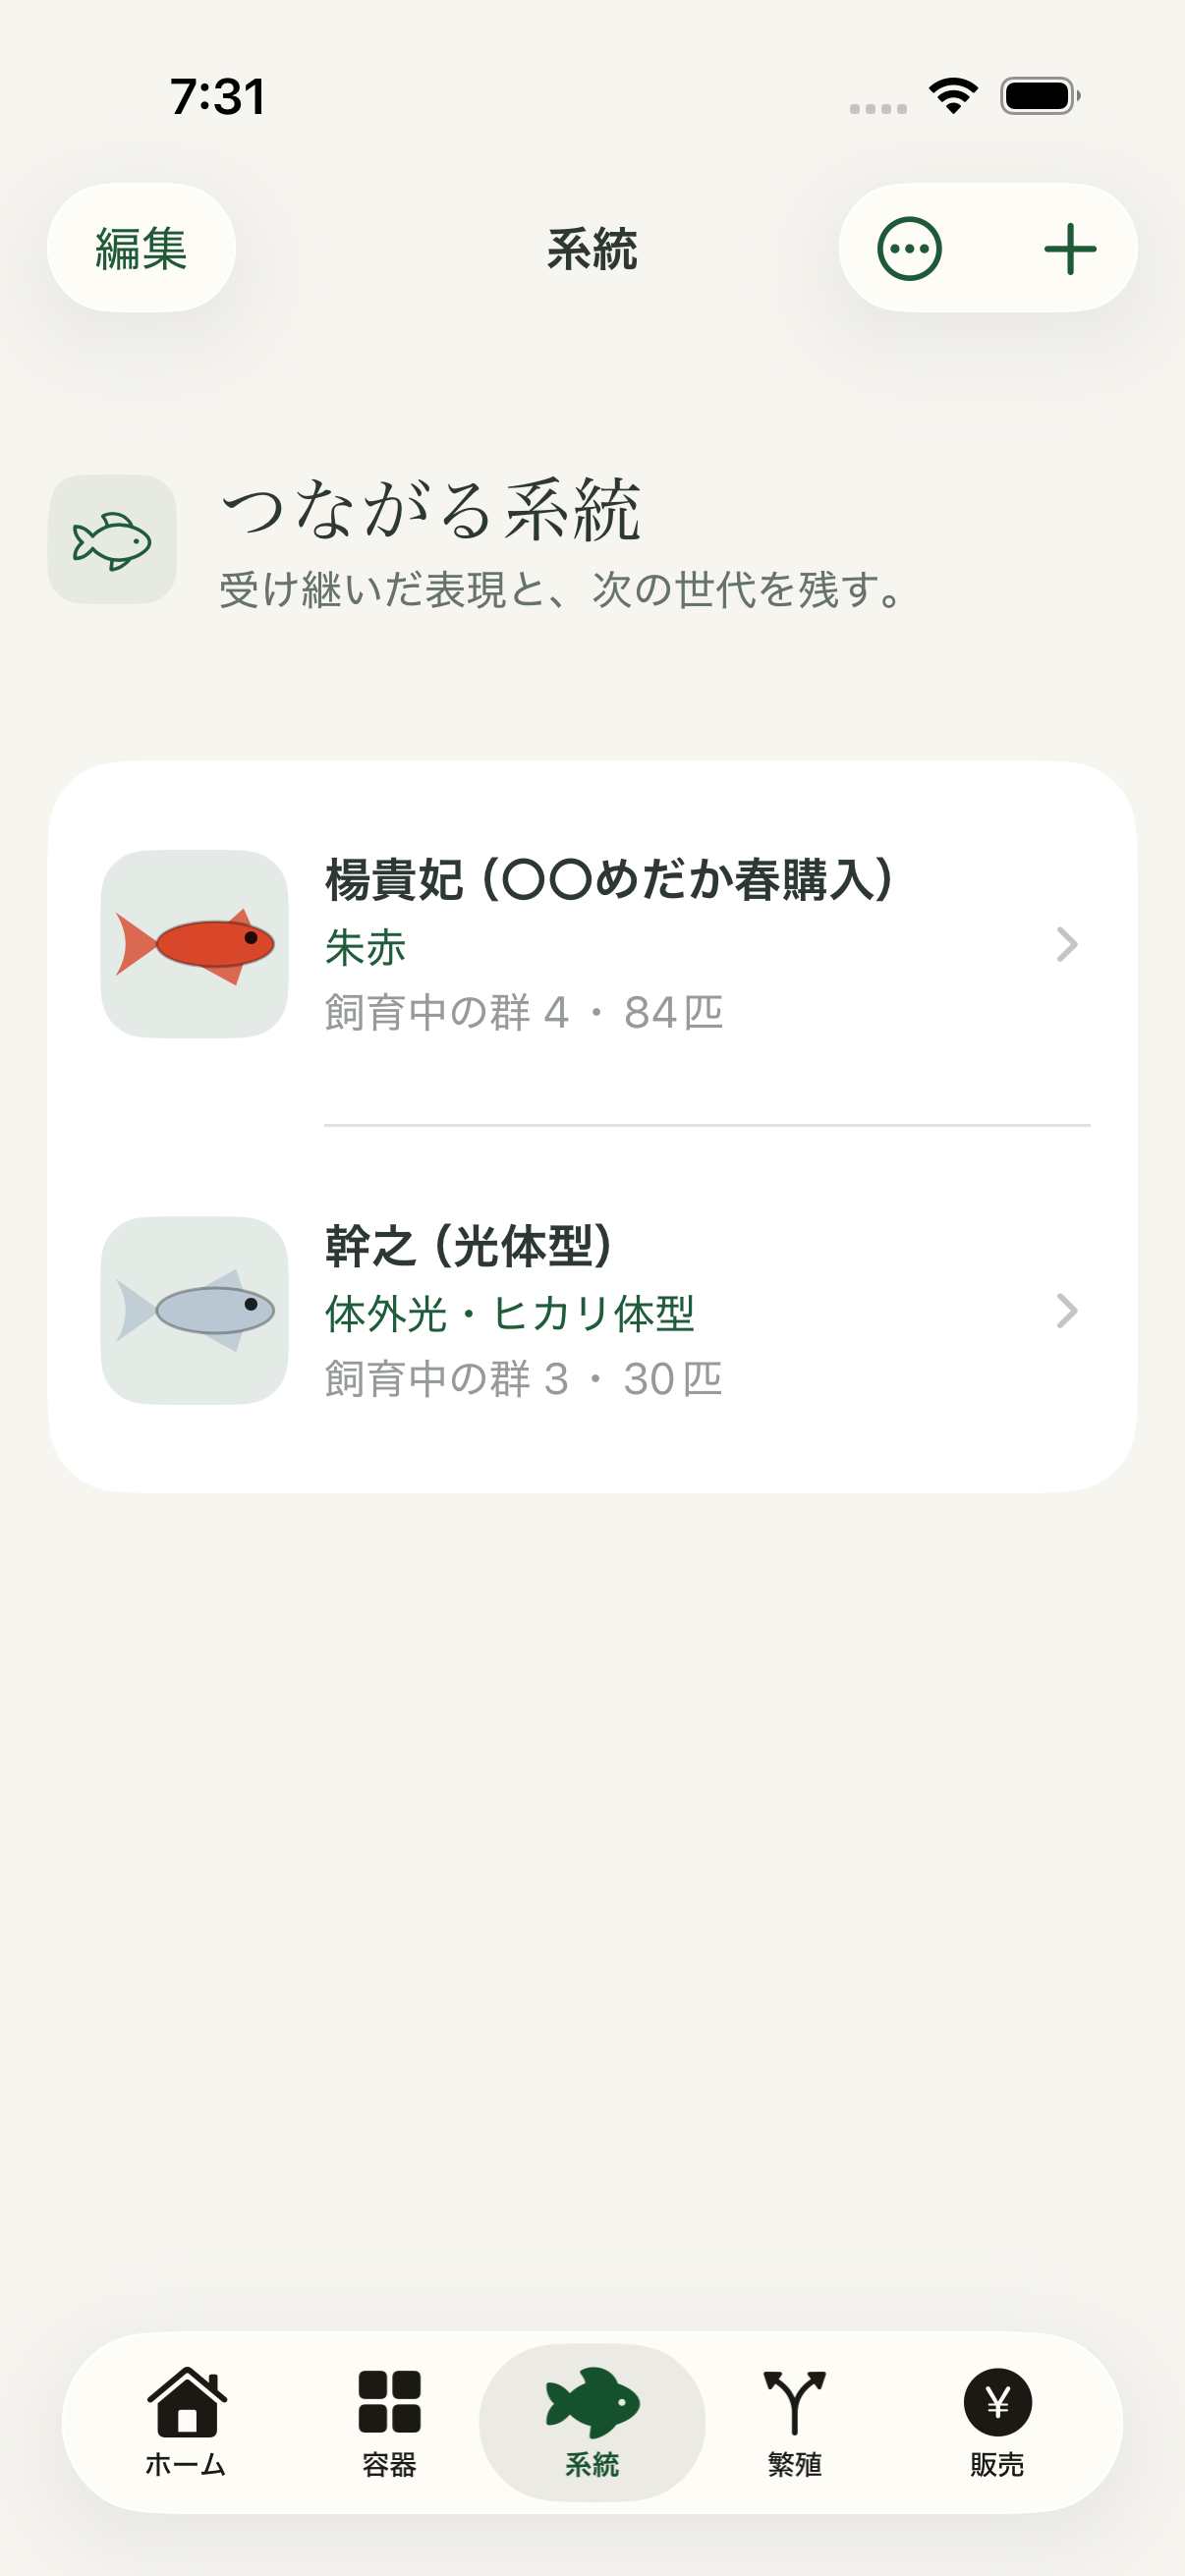 7:31
編集
系統
つながる系統
受け継いだ表現と、次の世代を残す。
楊貴妃（〇〇めだか春購入）
朱赤
飼育中の群 4 ・ 84匹
幹之（光体型）
体外光・ヒカリ体型
飼育中の群 3 ・ 30匹
ホーム
容器
系統
繁殖
¥
販売